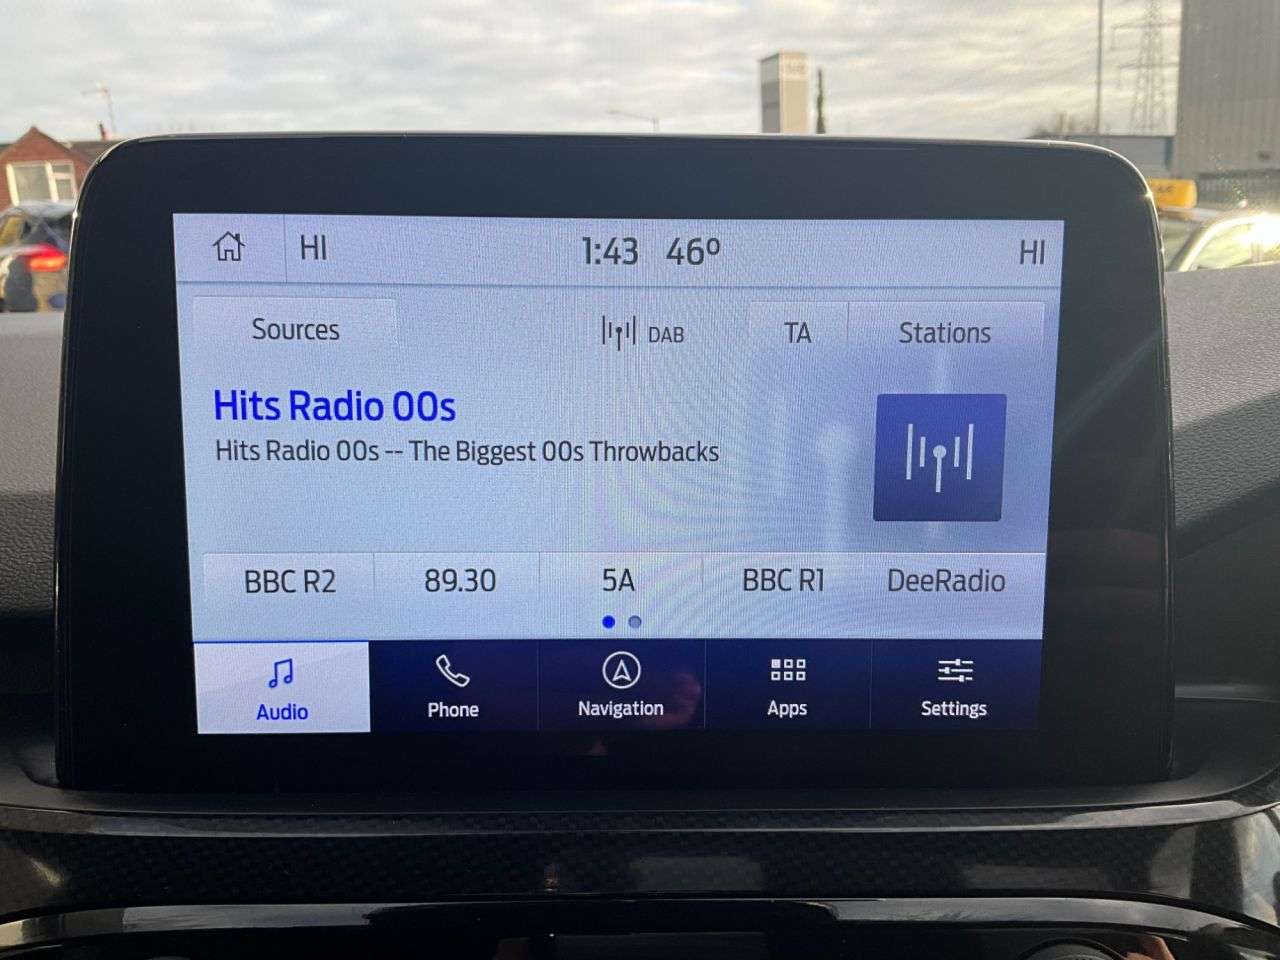 HI 1:43 46º HI
Sources DAB TA Stations
Hits Radio 00s
Hits Radio 00s -- The Biggest 00s Throwbacks
BBC R2 89.30 5A BBC R1 DeeRadio
Audio Phone Navigation Apps Settings